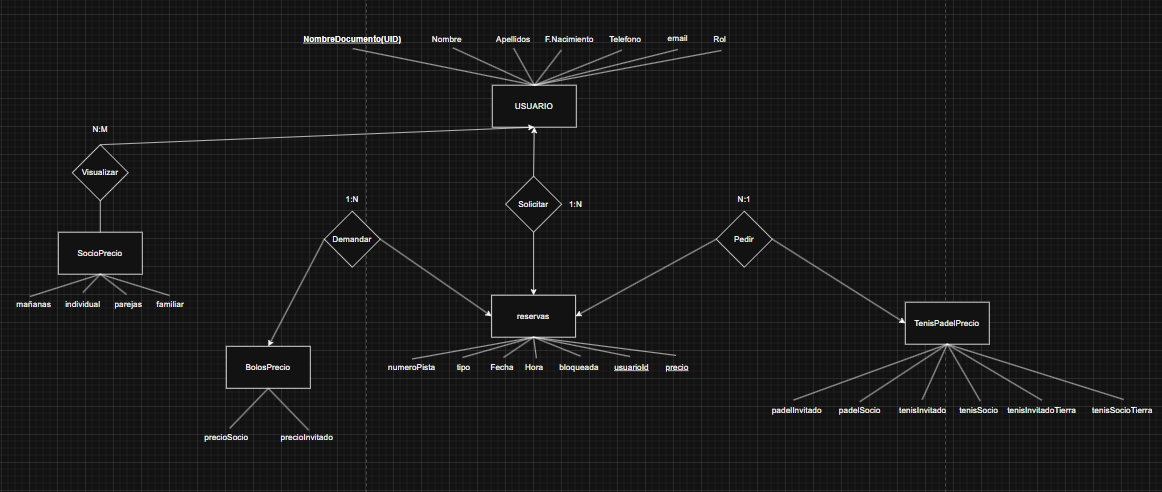 NombreDocumento(UID)
Nombre
Apellidos
F.Nacimiento
Telefono
email
Rol
USUARIO
N:M
Visualizar
1:N
Demandar
Solicitar
1:N
N:1
Pedir
SocioPrecio
mañanas
individual
parejas
familiar
reservas
TenisPadelPrecio
BolosPrecio
numeroPista
tipo
Fecha
Hora
bloqueada
usuarioId
precio
padelInvitado
padelSocio
tenisInvitado
tenisSocio
tenisInvitadoTierra
tenisSocioTierra
precioSocio
precioInvitado